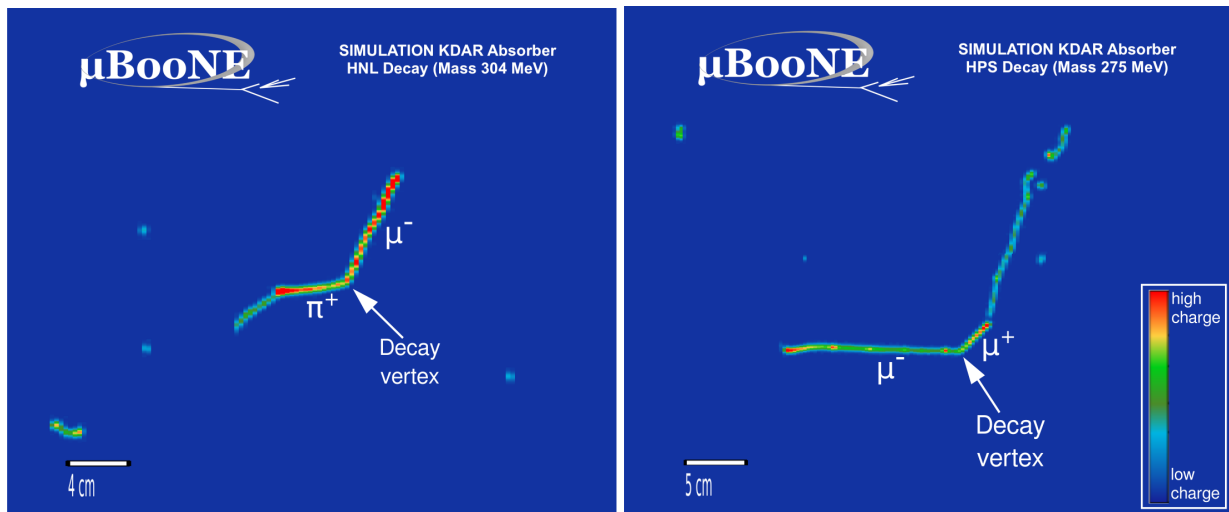 μBooNE
SIMULATION KDAR Absorber
HNL Decay (Mass 304 MeV)
μ⁻
π⁺
Decay
vertex
4 cm
μBooNE
SIMULATION KDAR Absorber
HPS Decay (Mass 275 MeV)
μ⁺
μ⁻
Decay
vertex
5 cm
high
charge
low
charge